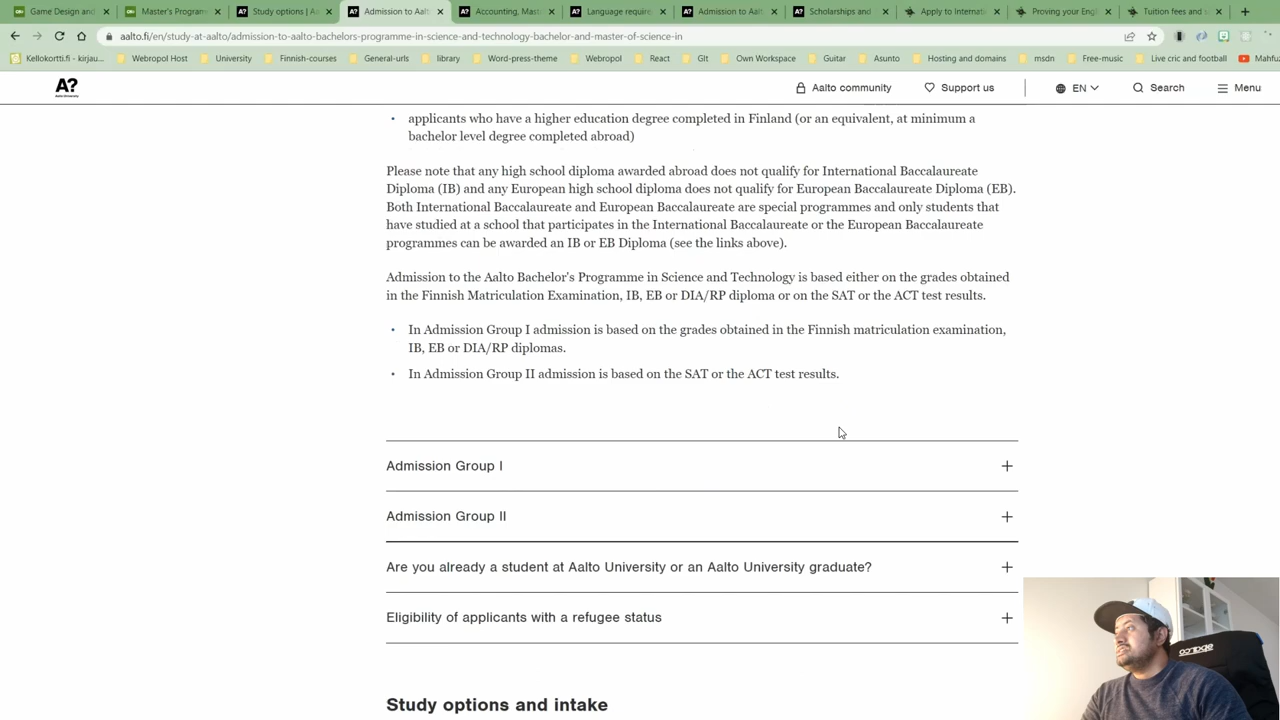 Game Design and
Master's Programm
Study options | Aa
Admission to Aalt
Accounting, Mast
Language require
Admission to Aalt
Scholarships and
Apply to Internati
Proving your Engl
Tuition fees and s
aalto.fi/en/study-at-aalto/admission-to-aalto-bachelors-programme-in-science-and-technology-bachelor-and-master-of-science-in
Kellokortti.fi - kirjau...
Webropol Host
University
Finnish-courses
General-urls
library
Word-press-theme
Webropol
React
GIt
Own Workspace
Guitar
Asunto
Hosting and domains
msdn
Free-music
Live cric and football
Mahfuz
A?
Aalto University
Aalto community
Support us
EN
Search
Menu
applicants who have a higher education degree completed in Finland (or an equivalent, at minimum a
bachelor level degree completed abroad)
Please note that any high school diploma awarded abroad does not qualify for International Baccalaureate
Diploma (IB) and any European high school diploma does not qualify for European Baccalaureate Diploma (EB).
Both International Baccalaureate and European Baccalaureate are special programmes and only students that
have studied at a school that participates in the International Baccalaureate or the European Baccalaureate
programmes can be awarded an IB or EB Diploma (see the links above).
Admission to the Aalto Bachelor's Programme in Science and Technology is based either on the grades obtained
in the Finnish Matriculation Examination, IB, EB or DIA/RP diploma or on the SAT or the ACT test results.
In Admission Group I admission is based on the grades obtained in the Finnish matriculation examination,
IB, EB or DIA/RP diplomas.
In Admission Group II admission is based on the SAT or the ACT test results.
Admission Group I
Admission Group II
Are you already a student at Aalto University or an Aalto University graduate?
Eligibility of applicants with a refugee status
Study options and intake